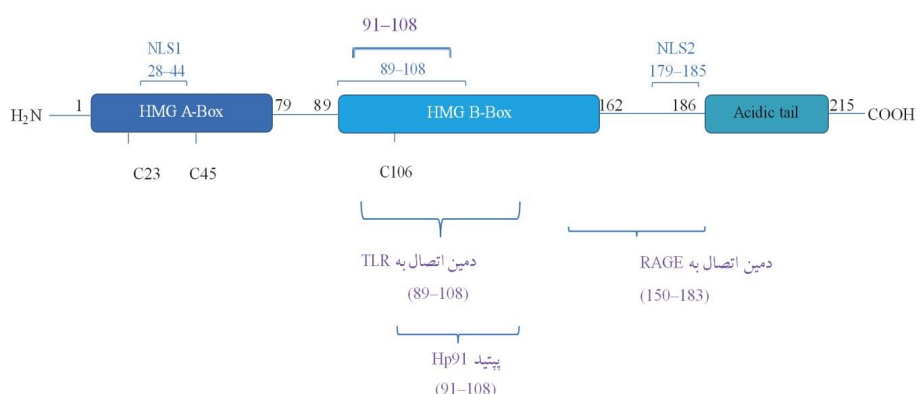 91–108
NLS1
28–44
89–108
NLS2
179–185
H₂N 1 HMG A-Box 79 89 HMG B-Box 162 186 Acidic tail 215 COOH
C23 C45 C106
دمین اتصال به TLR
(89–108)
دمین اتصال به RAGE
(150–183)
پپتید Hp91
(91–108)